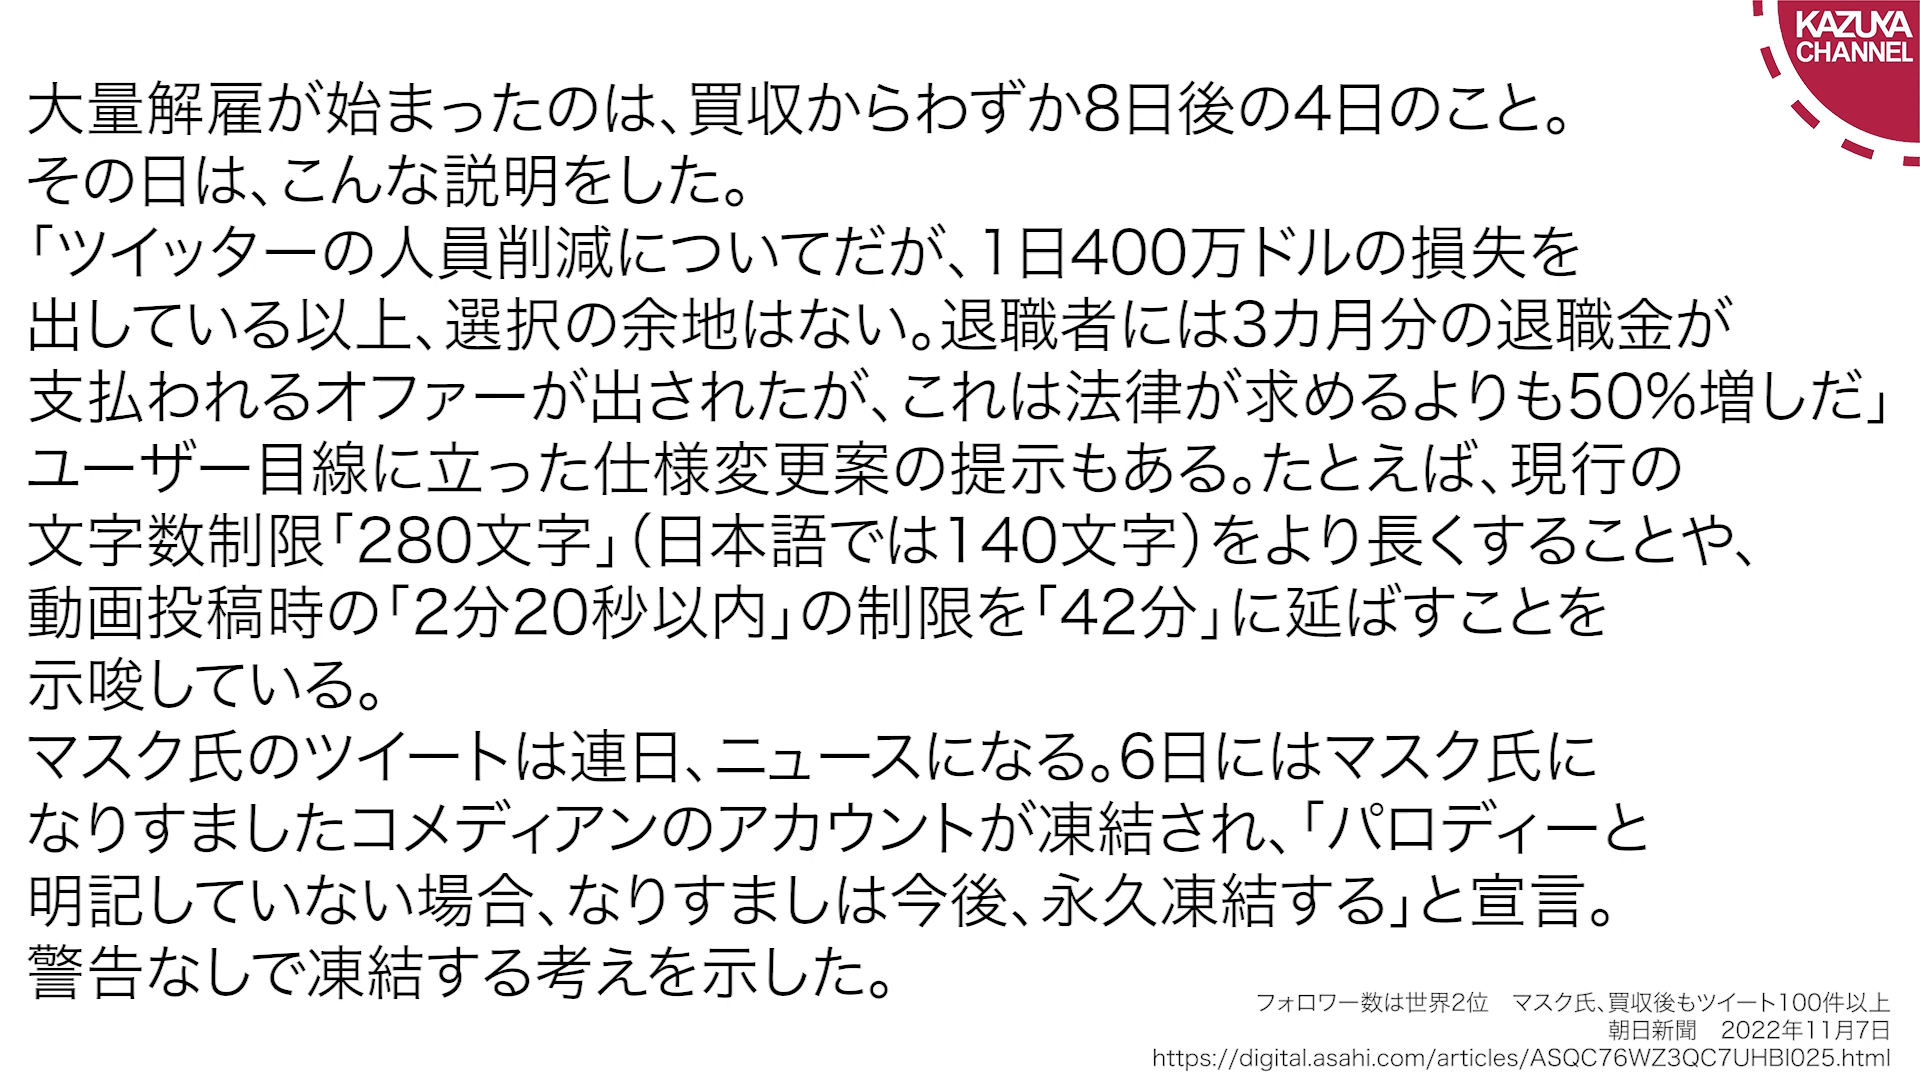 KAZUYA
CHANNEL
大量解雇が始まったのは、買収からわずか8日後の4日のこと。
その日は、こんな説明をした。
「ツイッターの人員削減についてだが、1日400万ドルの損失を
出している以上、選択の余地はない。退職者には3カ月分の退職金が
支払われるオファーが出されたが、これは法律が求めるよりも50%増しだ」
ユーザー目線に立った仕様変更案の提示もある。たとえば、現行の
文字数制限「280文字」（日本語では140文字）をより長くすることや、
動画投稿時の「2分20秒以内」の制限を「42分」に延ばすことを
示唆している。
マスク氏のツイートは連日、ニュースになる。6日にはマスク氏に
なりすましたコメディアンのアカウントが凍結され、「パロディーと
明記していない場合、なりすましは今後、永久凍結する」と宣言。
警告なしで凍結する考えを示した。
フォロワー数は世界2位　マスク氏、買収後もツイート100件以上
朝日新聞　2022年11月7日
https://digital.asahi.com/articles/ASQC76WZ3QC7UHBI025.html